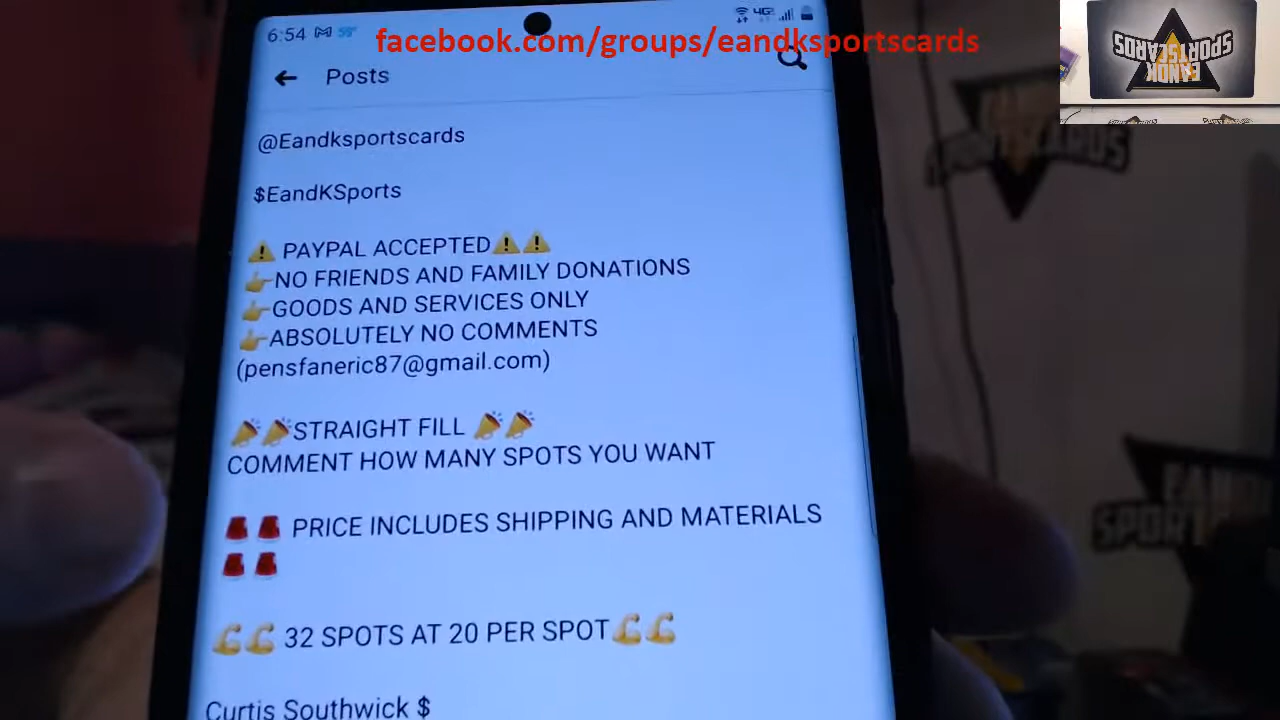 facebook.com/groups/eandksportscards
6:54
4G
Posts
@Eandksportscards
$EandKSports
⚠️ PAYPAL ACCEPTED⚠️⚠️
👉NO FRIENDS AND FAMILY DONATIONS
👉GOODS AND SERVICES ONLY
👉ABSOLUTELY NO COMMENTS
(pensfaneric87@gmail.com)
🎉🎉STRAIGHT FILL 🎉🎉
COMMENT HOW MANY SPOTS YOU WANT
🚨🚨 PRICE INCLUDES SHIPPING AND MATERIALS
🚨🚨
💪💪 32 SPOTS AT 20 PER SPOT💪💪
Curtis Southwick $
EANDK
SPORTSCARDS